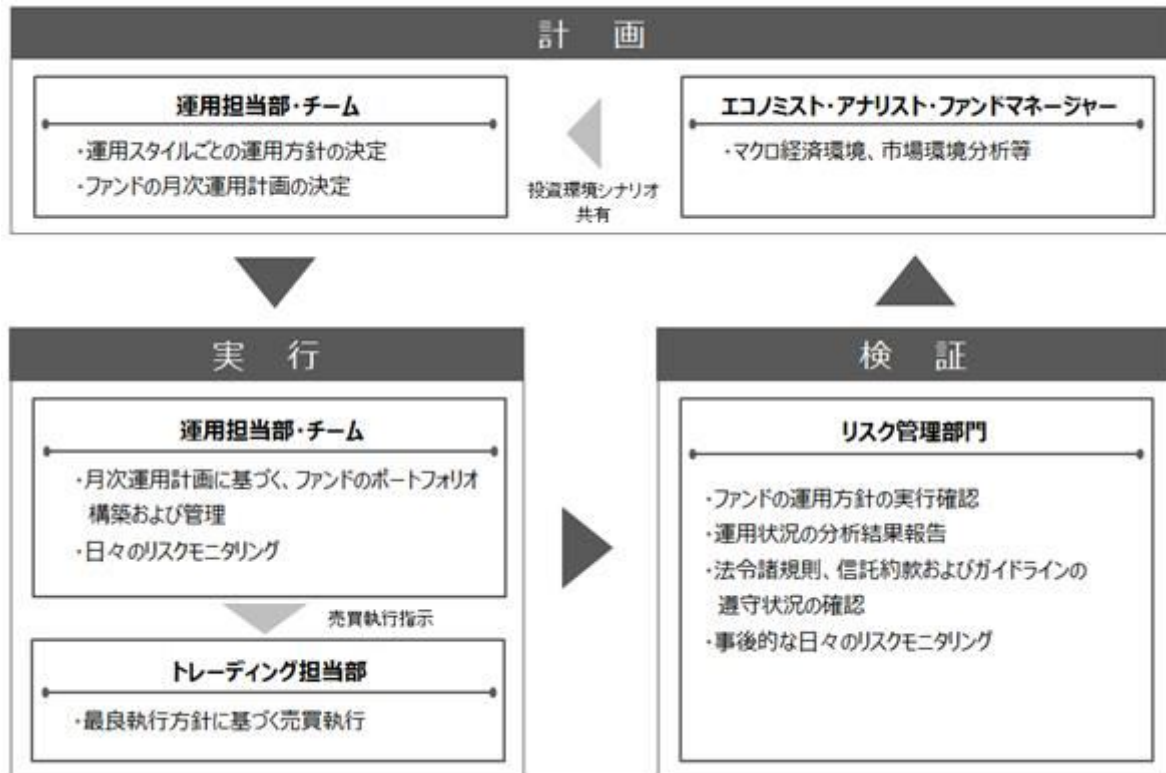 計 画
運用担当部・チーム
・運用スタイルごとの運用方針の決定
・ファンドの月次運用計画の決定
投資環境シナリオ
共有
エコノミスト・アナリスト・ファンドマネージャー
・マクロ経済環境、市場環境分析等
実 行
運用担当部・チーム
・月次運用計画に基づく、ファンドのポートフォリオ
構築および管理
・日々のリスクモニタリング
売買執行指示
トレーディング担当部
・最良執行方針に基づく売買執行
検 証
リスク管理部門
・ファンドの運用方針の実行確認
・運用状況の分析結果報告
・法令諸規則、信託約款およびガイドラインの
遵守状況の確認
・事後的な日々のリスクモニタリング